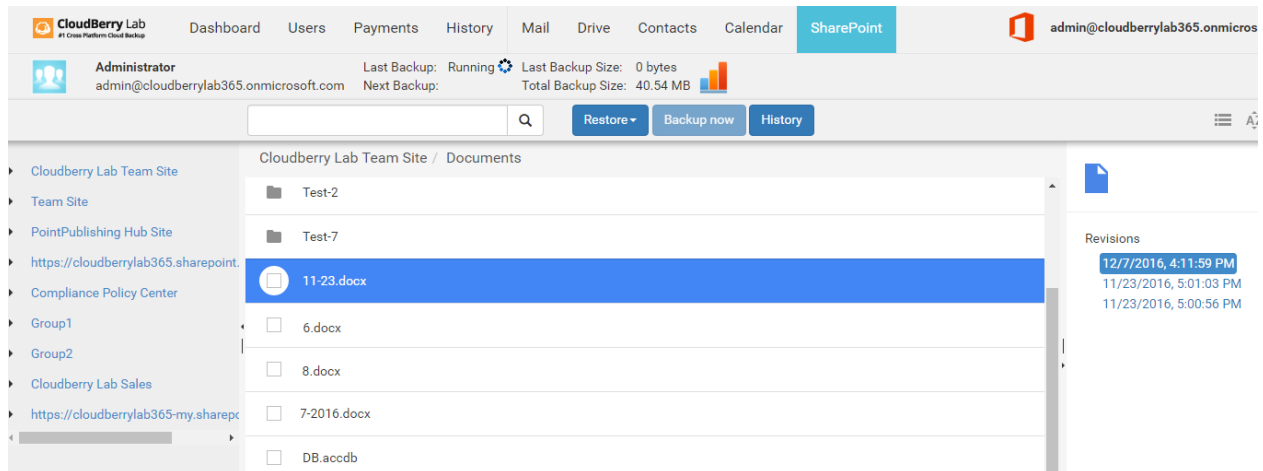 CloudBerry Lab
#1 Cross Platform Cloud Backup
Dashboard Users Payments History Mail Drive Contacts Calendar SharePoint
admin@cloudberrylab365.onmicros
Administrator
admin@cloudberrylab365.onmicrosoft.com
Last Backup: Running
Next Backup:
Last Backup Size: 0 bytes
Total Backup Size: 40.54 MB
Restore Backup now History
Cloudberry Lab Team Site
Team Site
PointPublishing Hub Site
https://cloudberrylab365.sharepoint.
Compliance Policy Center
Group1
Group2
Cloudberry Lab Sales
https://cloudberrylab365-my.sharepo
Cloudberry Lab Team Site / Documents
Test-2
Test-7
11-23.docx
6.docx
8.docx
7-2016.docx
DB.accdb
Revisions
12/7/2016, 4:11:59 PM
11/23/2016, 5:01:03 PM
11/23/2016, 5:00:56 PM